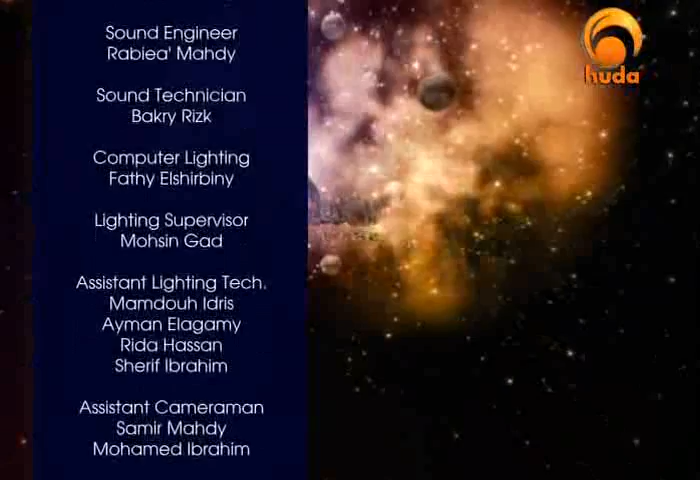 Sound Engineer
Rabiea' Mahdy
Sound Technician
Bakry Rizk
Computer Lighting
Fathy Elshirbiny
Lighting Supervisor
Mohsin Gad
Assistant Lighting Tech.
Mamdouh Idris
Ayman Elagamy
Rida Hassan
Sherif Ibrahim
Assistant Cameraman
Samir Mahdy
Mohamed Ibrahim
huda